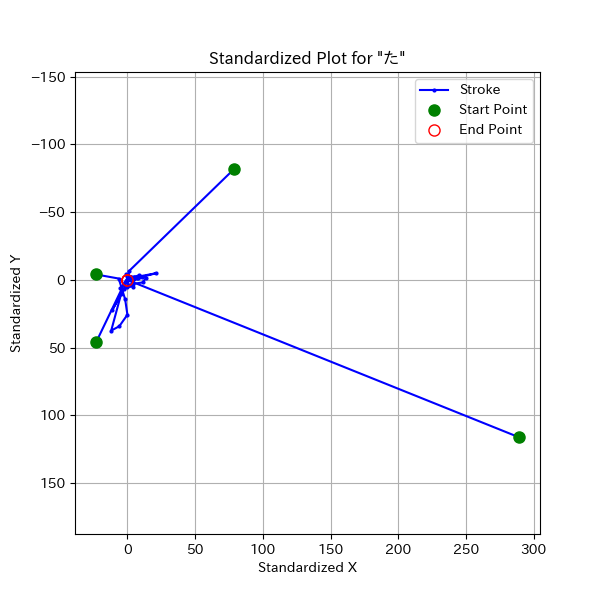 Standardized Plot for "た"
Stroke
Start Point
End Point
−150
−100
−50
0
50
100
150
Standardized Y
0 50 100 150 200 250 300
Standardized X